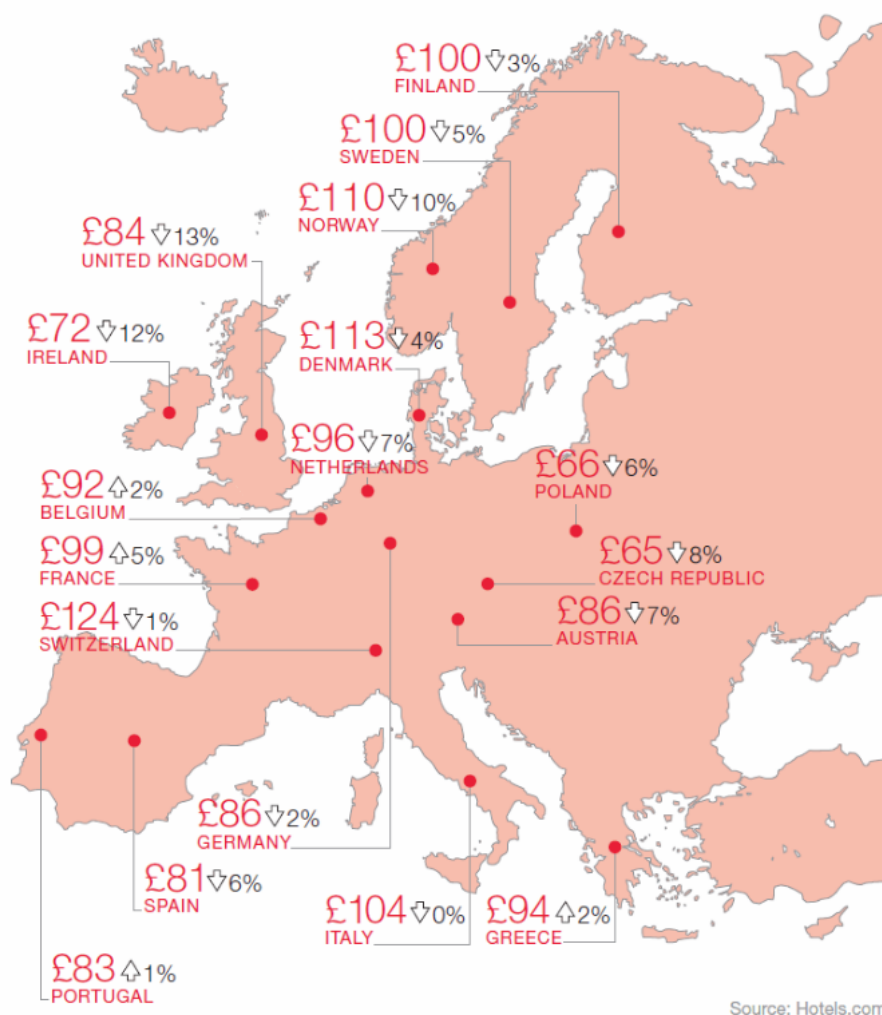 £100 ⇩3%
FINLAND
£100 ⇩5%
SWEDEN
£110 ⇩10%
NORWAY
£84 ⇩13%
UNITED KINGDOM
£72 ⇩12%
IRELAND
£113 ⇩4%
DENMARK
£96 ⇩7%
NETHERLANDS
£66 ⇩6%
POLAND
£92 ⇧2%
BELGIUM
£99 ⇧5%
FRANCE
£65 ⇩8%
CZECH REPUBLIC
£124 ⇩1%
SWITZERLAND
£86 ⇩7%
AUSTRIA
£86 ⇩2%
GERMANY
£81 ⇩6%
SPAIN
£104 ⇩0%
ITALY
£94 ⇧2%
GREECE
£83 ⇧1%
PORTUGAL
Source: Hotels.com